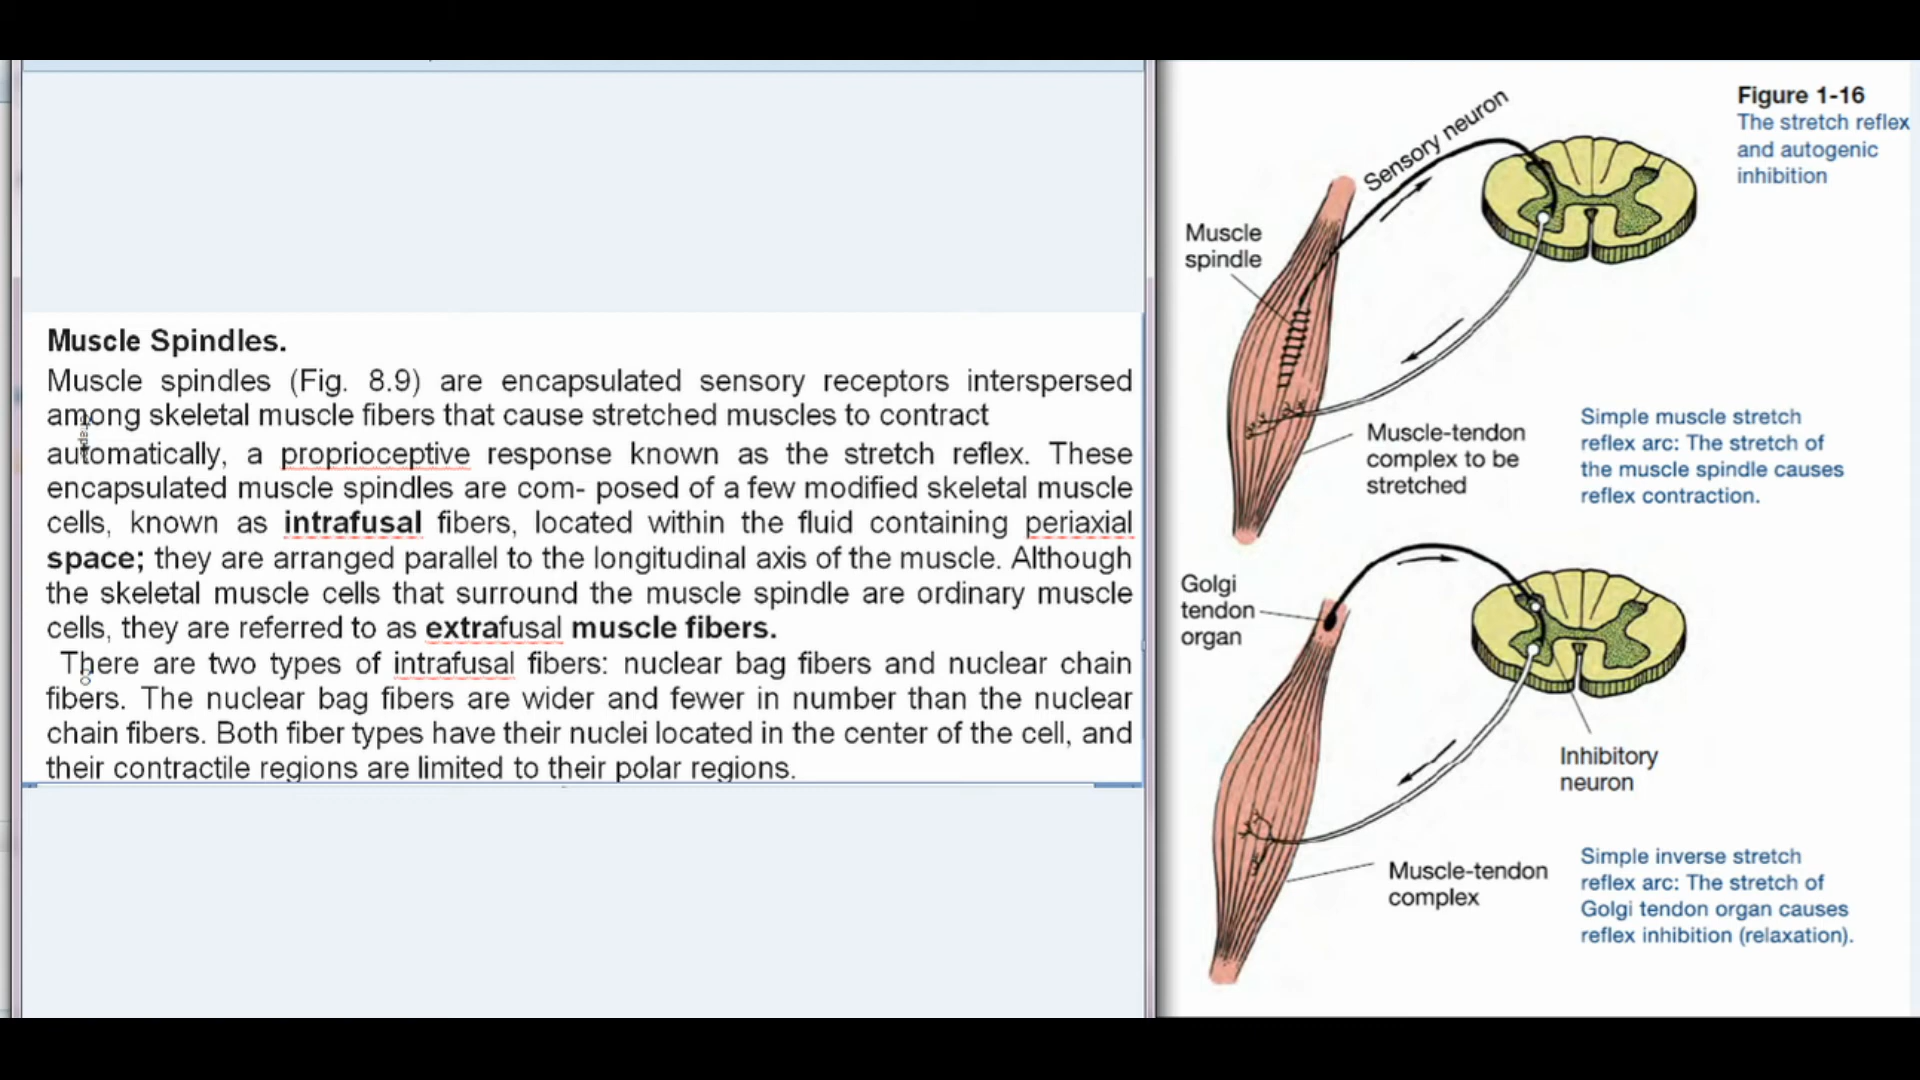 Muscle Spindles.
Muscle spindles (Fig. 8.9) are encapsulated sensory receptors interspersed
among skeletal muscle fibers that cause stretched muscles to contract
automatically, a proprioceptive response known as the stretch reflex. These
encapsulated muscle spindles are com- posed of a few modified skeletal muscle
cells, known as intrafusal fibers, located within the fluid containing periaxial
space; they are arranged parallel to the longitudinal axis of the muscle. Although
the skeletal muscle cells that surround the muscle spindle are ordinary muscle
cells, they are referred to as extrafusal muscle fibers.
There are two types of intrafusal fibers: nuclear bag fibers and nuclear chain
fibers. The nuclear bag fibers are wider and fewer in number than the nuclear
chain fibers. Both fiber types have their nuclei located in the center of the cell, and
their contractile regions are limited to their polar regions.
Figure 1-16
The stretch reflex
and autogenic
inhibition
Sensory neuron
Muscle
spindle
Muscle-tendon
complex to be
stretched
Simple muscle stretch
reflex arc: The stretch of
the muscle spindle causes
reflex contraction.
Golgi
tendon
organ
Inhibitory
neuron
Muscle-tendon
complex
Simple inverse stretch
reflex arc: The stretch of
Golgi tendon organ causes
reflex inhibition (relaxation).